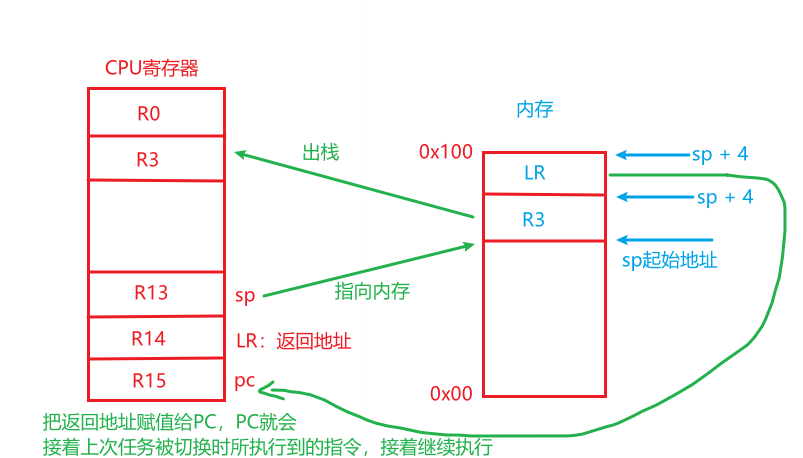 CPU寄存器
R0
R3
R13
sp
R14
LR：返回地址
R15
pc
出栈
指向内存
内存
0x100
LR
R3
0x00
sp + 4
sp + 4
sp起始地址
把返回地址赋值给PC，PC就会
接着上次任务被切换时所执行到的指令，接着继续执行